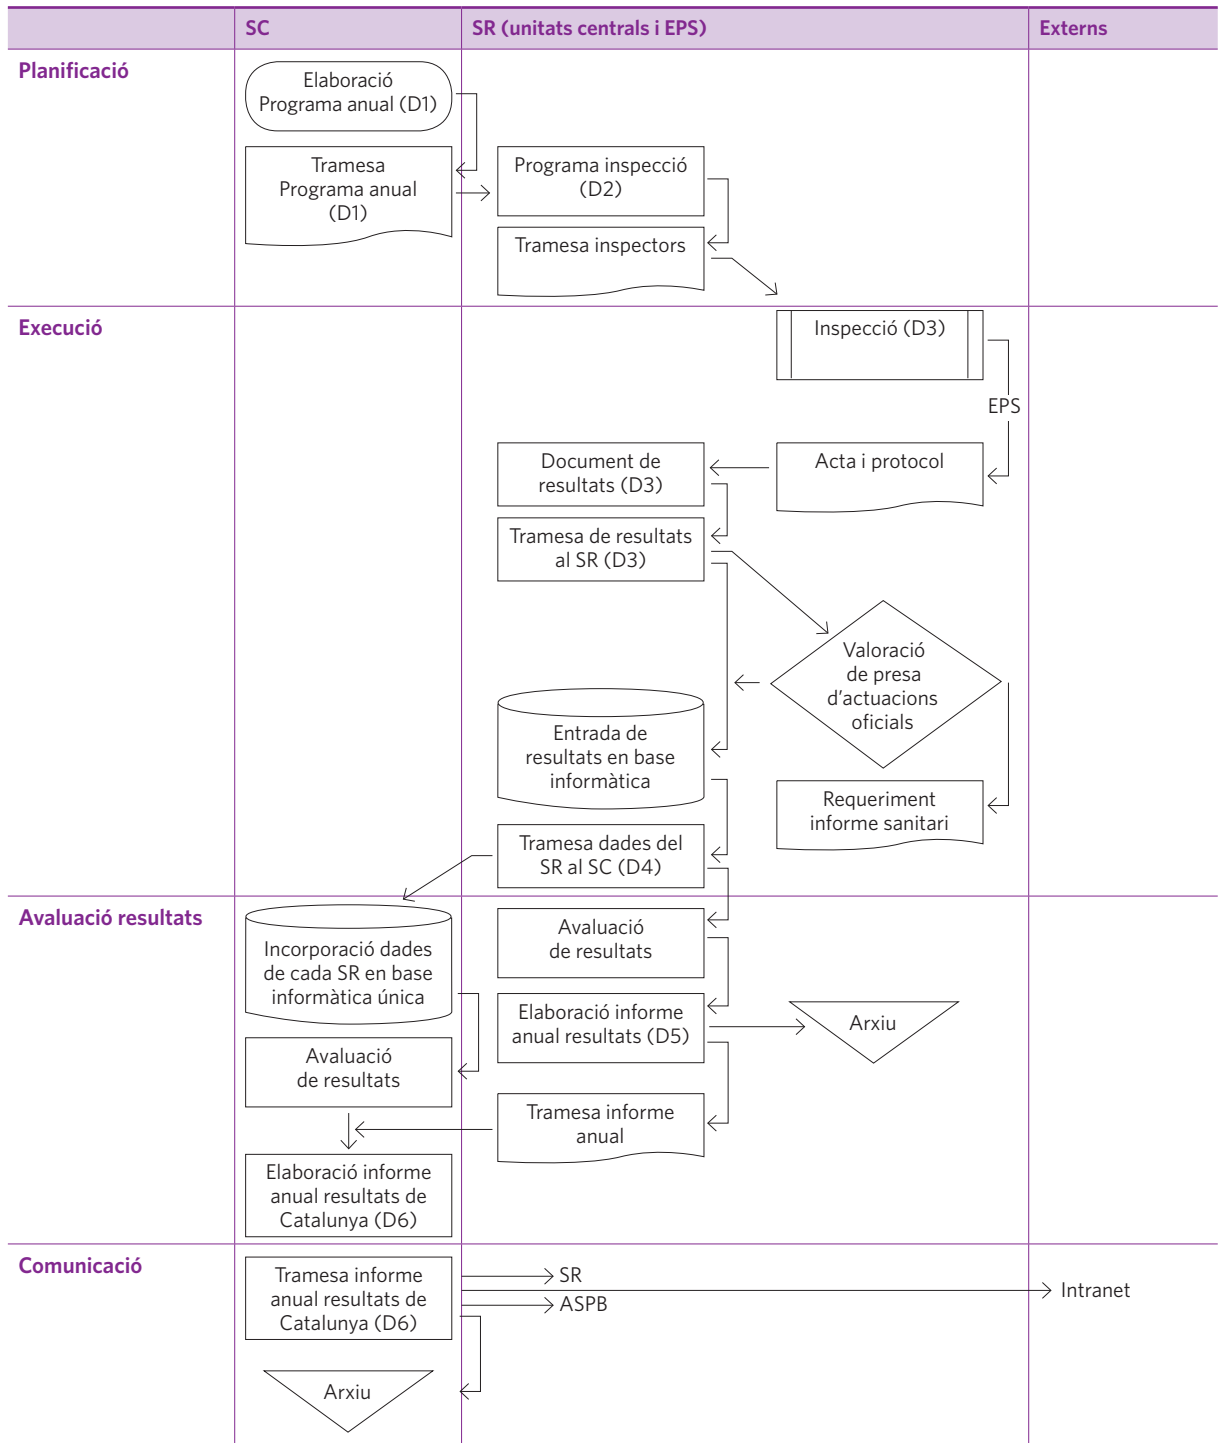 SC
SR (unitats centrals i EPS)
Externs
Planificació
Elaboració
Programa anual (D1)
Tramesa
Programa anual
(D1)
Programa inspecció
(D2)
Tramesa inspectors
Execució
Inspecció (D3)
EPS
Acta i protocol
Document de
resultats (D3)
Tramesa de resultats
al SR (D3)
Valoració
de presa
d'actuacions
oficials
Entrada de
resultats en base
informàtica
Requeriment
informe sanitari
Tramesa dades del
SR al SC (D4)
Avaluació resultats
Incorporació dades
de cada SR en base
informàtica única
Avaluació
de resultats
Elaboració informe
anual resultats (D5)
Arxiu
Avaluació
de resultats
Tramesa informe
anual
Elaboració informe
anual resultats de
Catalunya (D6)
Comunicació
Tramesa informe
anual resultats de
Catalunya (D6)
SR
Intranet
ASPB
Arxiu